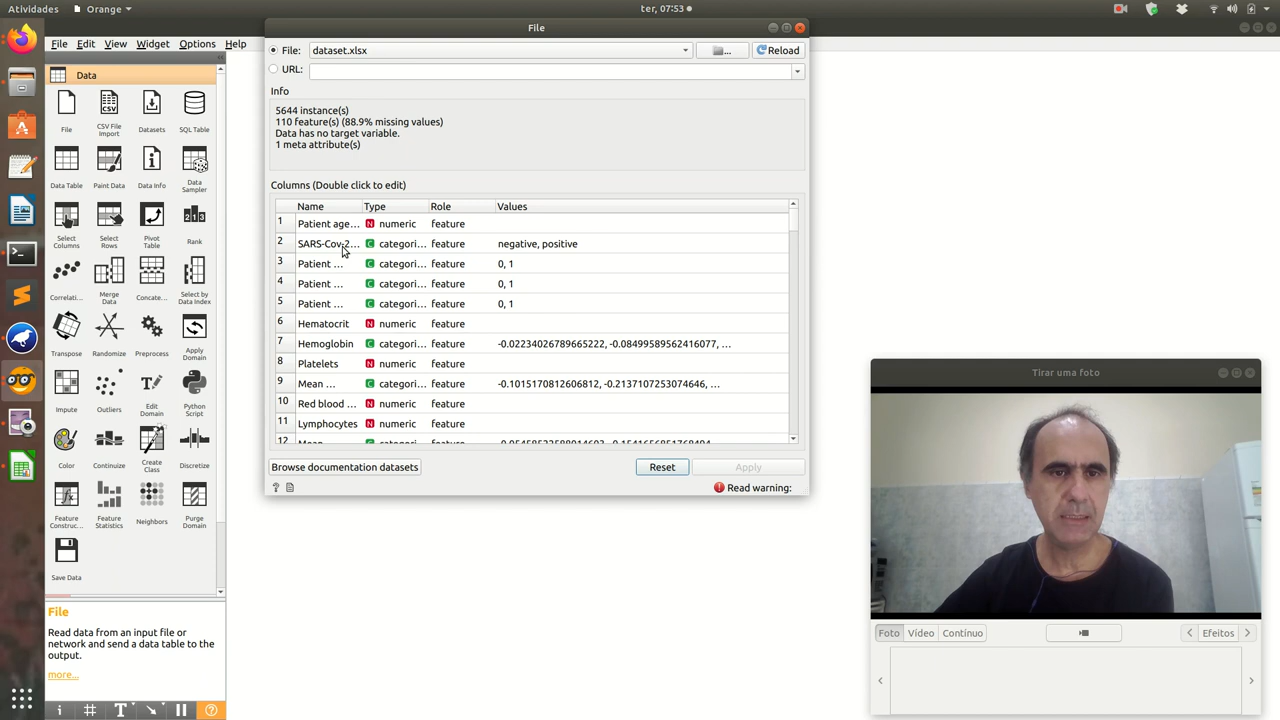 Atividades
Orange
ter, 07:53
File Edit View Widget Options Help
Data
File
CSV File Import
Datasets
SQL Table
Data Table
Paint Data
Data Info
Data Sampler
Select Columns
Select Rows
Pivot Table
Rank
Correlati...
Merge Data
Concate...
Select by Data Index
Transpose
Randomize
Preprocess
Apply Domain
Impute
Outliers
Edit Domain
Python Script
Color
Continuize
Create Class
Discretize
Feature Construc...
Feature Statistics
Neighbors
Purge Domain
Save Data
File
Read data from an input file or
network and send a data table to the
output.
more...
File
File: dataset.xlsx ... Reload
URL:
Info
5644 instance(s)
110 feature(s) (88.9% missing values)
Data has no target variable.
1 meta attribute(s)
Columns (Double click to edit)
Name Type Role Values
1 Patient age... N numeric feature
2 SARS-Cov-2... C categori... feature negative, positive
3 Patient ... C categori... feature 0, 1
4 Patient ... C categori... feature 0, 1
5 Patient ... C categori... feature 0, 1
6 Hematocrit N numeric feature
7 Hemoglobin C categori... feature -0.02234026789665222, -0.08499589562416077, ...
8 Platelets N numeric feature
9 Mean ... C categori... feature -0.1015170812606812, -0.2137107253074646, ...
10 Red blood ... N numeric feature
11 Lymphocytes N numeric feature
12
Browse documentation datasets Reset Apply
Read warning:
Tirar uma foto
Foto Vídeo Contínuo Efeitos